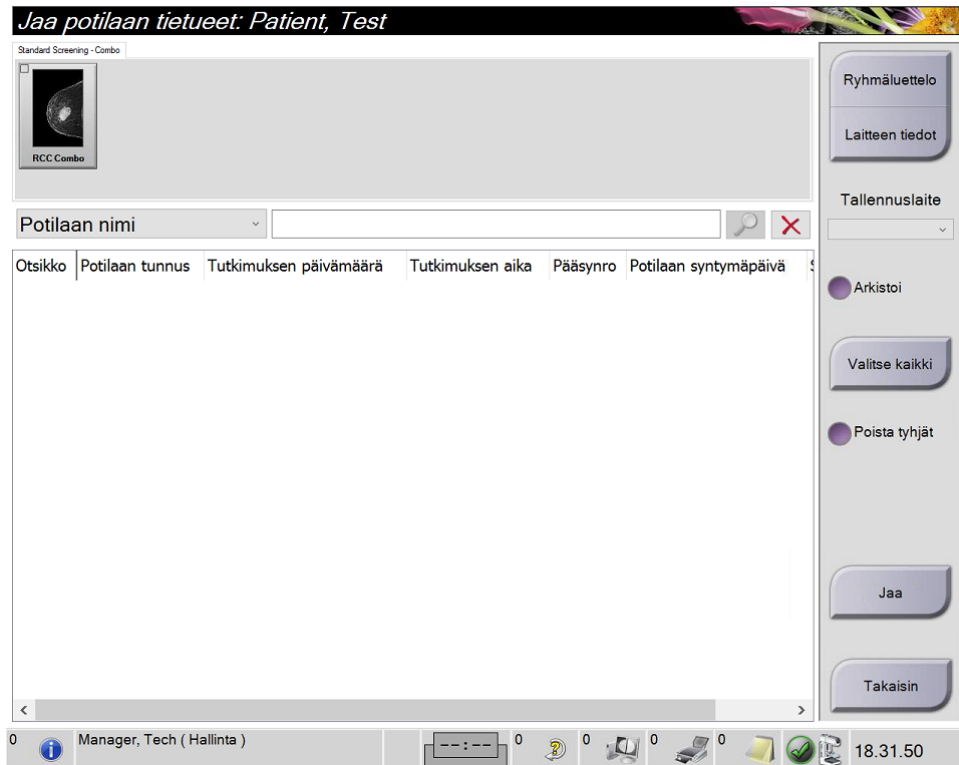 Jaa potilaan tietueet: Patient, Test
Standard Screening - Combo
RCC Combo
Ryhmäluettelo
Laitteen tiedot
Tallennuslaite
Potilaan nimi
Otsikko Potilaan tunnus Tutkimuksen päivämäärä Tutkimuksen aika Pääsynro Potilaan syntymäpäivä
Arkistoi
Valitse kaikki
Poista tyhjät
Jaa
Takaisin
0 Manager, Tech ( Hallinta ) --:-- 0 0 0 0 18.31.50